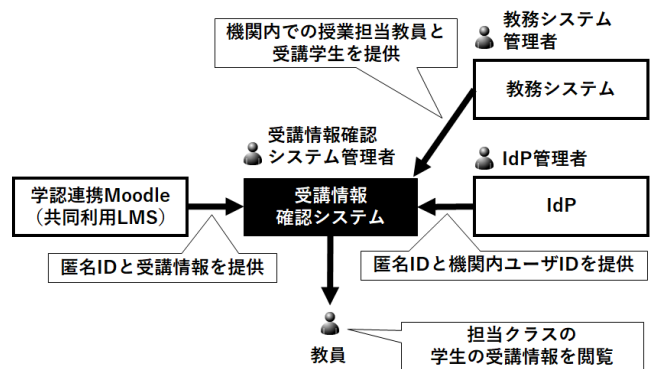 機関内での授業担当教員と
受講学生を提供
教務システム
管理者
教務システム
受講情報確認
システム管理者
IdP管理者
学認連携Moodle
（共同利用LMS）
受講情報
確認システム
IdP
匿名IDと受講情報を提供
匿名IDと機関内ユーザIDを提供
教員
担当クラスの
学生の受講情報を閲覧